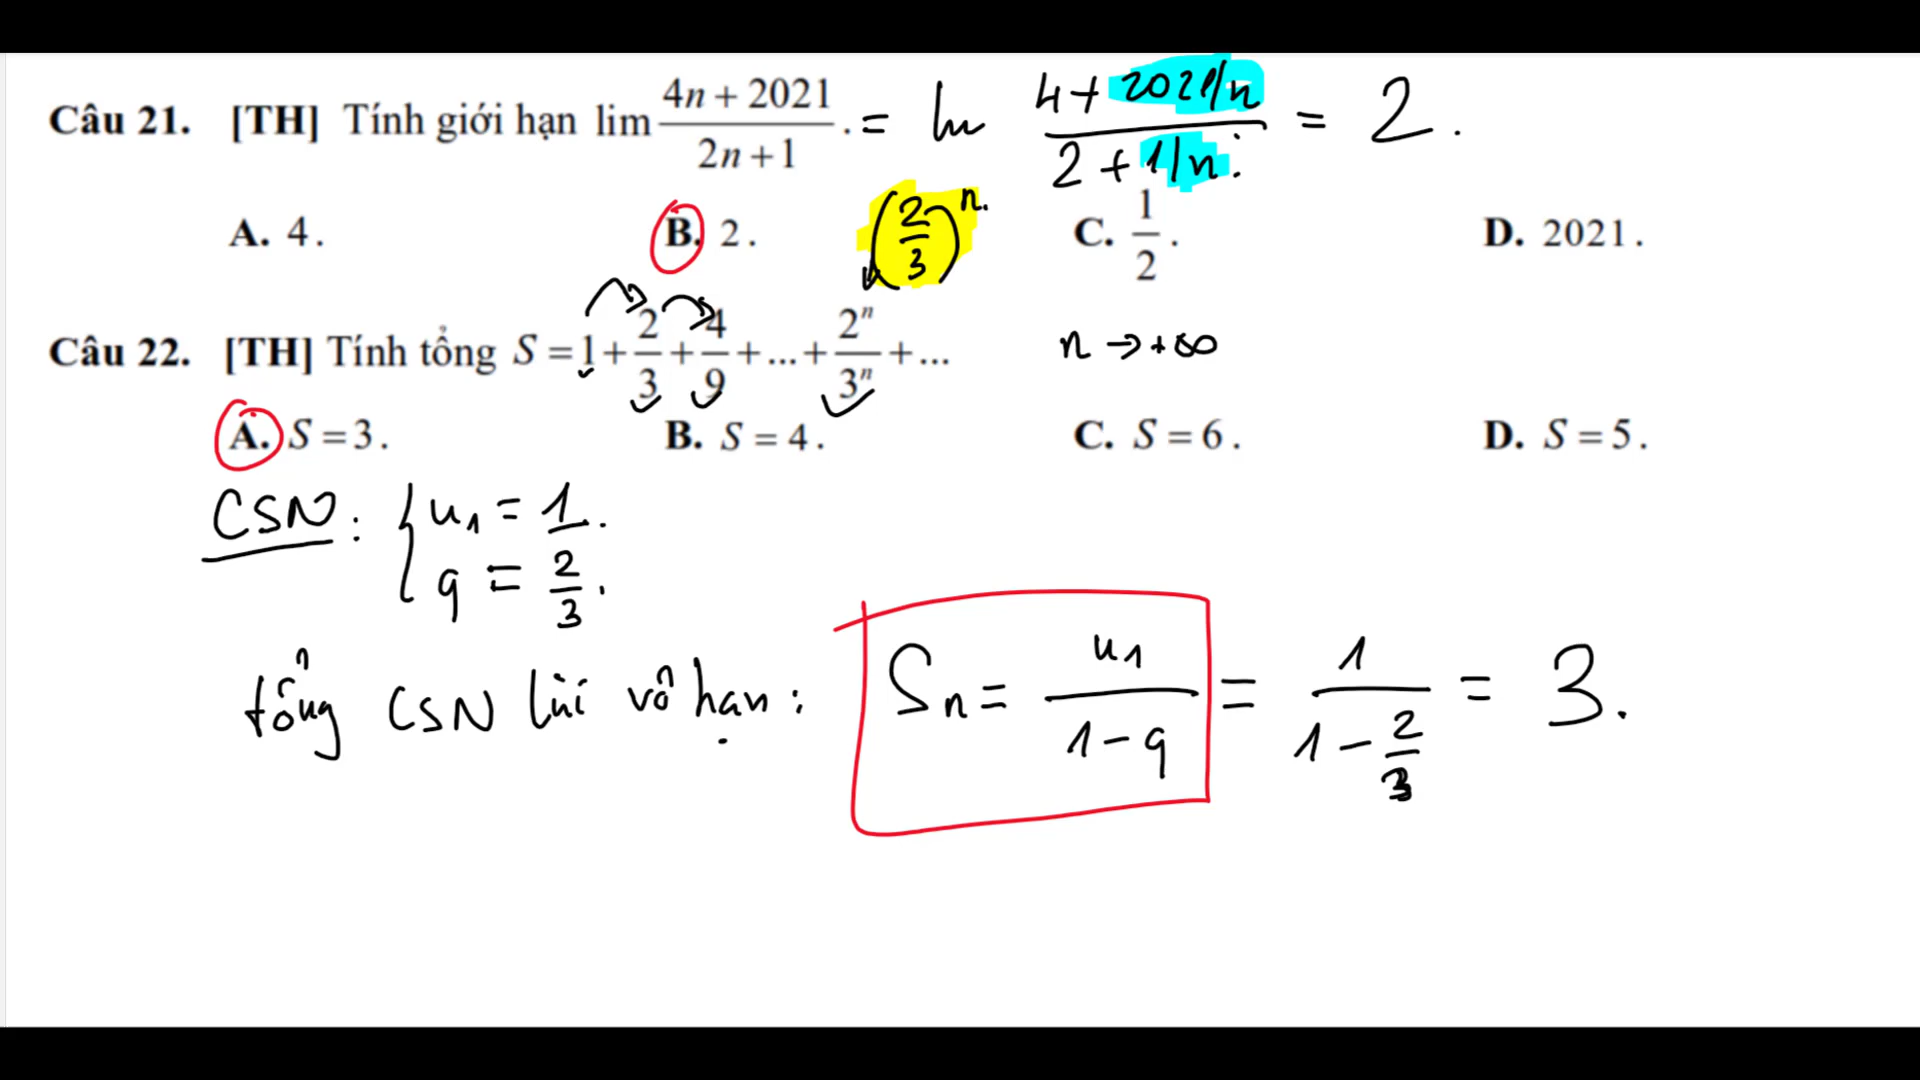 Câu 21. [TH] Tính giới hạn lim (4n + 2021)/(2n + 1) . = lim (4 + 2021/n)/(2 + 1/n) = 2.
A. 4. B. 2. C. 1/2. D. 2021.
(2/3)^n.
Câu 22. [TH] Tính tổng S = 1 + 2/3 + 4/9 + ... + 2^n/3^n + ... n → +∞
A. S = 3. B. S = 4. C. S = 6. D. S = 5.
CSN: { u₁ = 1.
q = 2/3.
tổng CSN lùi vô hạn: Sn = u₁/(1 - q) = 1/(1 - 2/3) = 3.